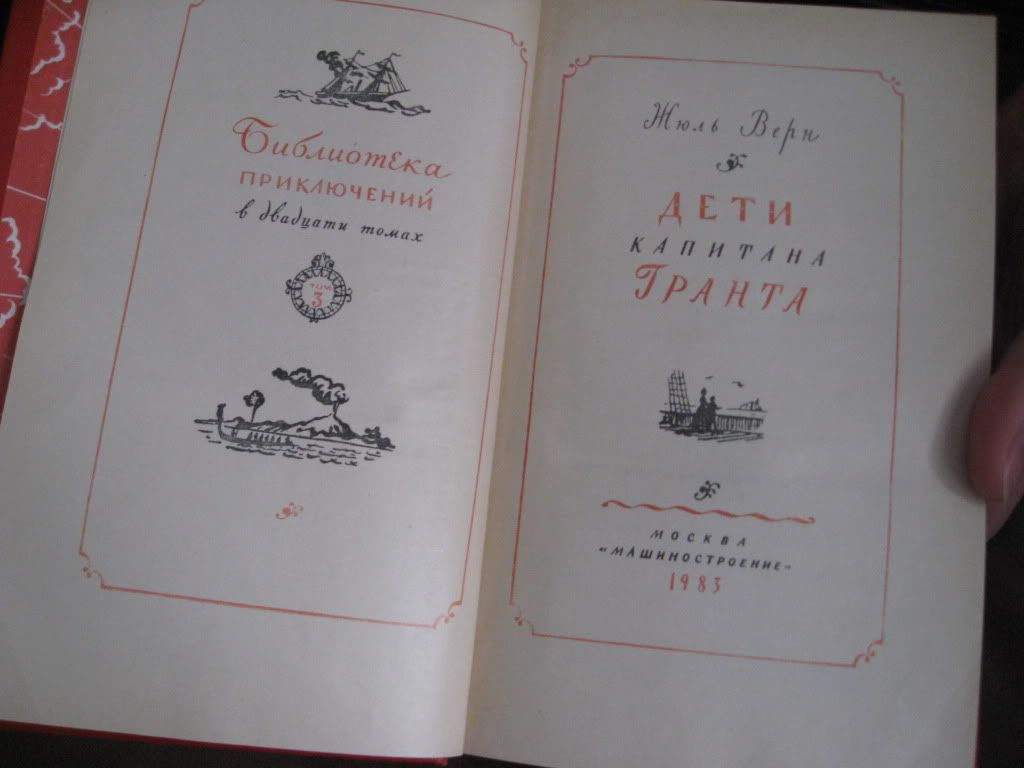 Библиотека
ПРИКЛЮЧЕНИЙ
в двадцати томах
ТОМ
3
Жюль Верн
ДЕТИ
КАПИТАНА
ГРАНТА
МОСКВА
«МАШИНОСТРОЕНИЕ»
1983